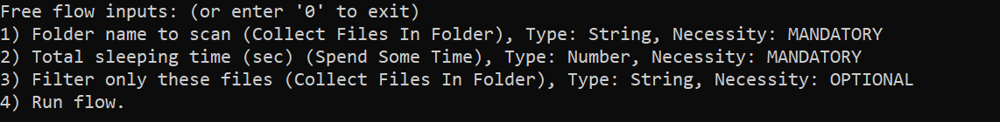 Free flow inputs: (or enter '0' to exit)
1) Folder name to scan (Collect Files In Folder), Type: String, Necessity: MANDATORY
2) Total sleeping time (sec) (Spend Some Time), Type: Number, Necessity: MANDATORY
3) Filter only these files (Collect Files In Folder), Type: String, Necessity: OPTIONAL
4) Run flow.